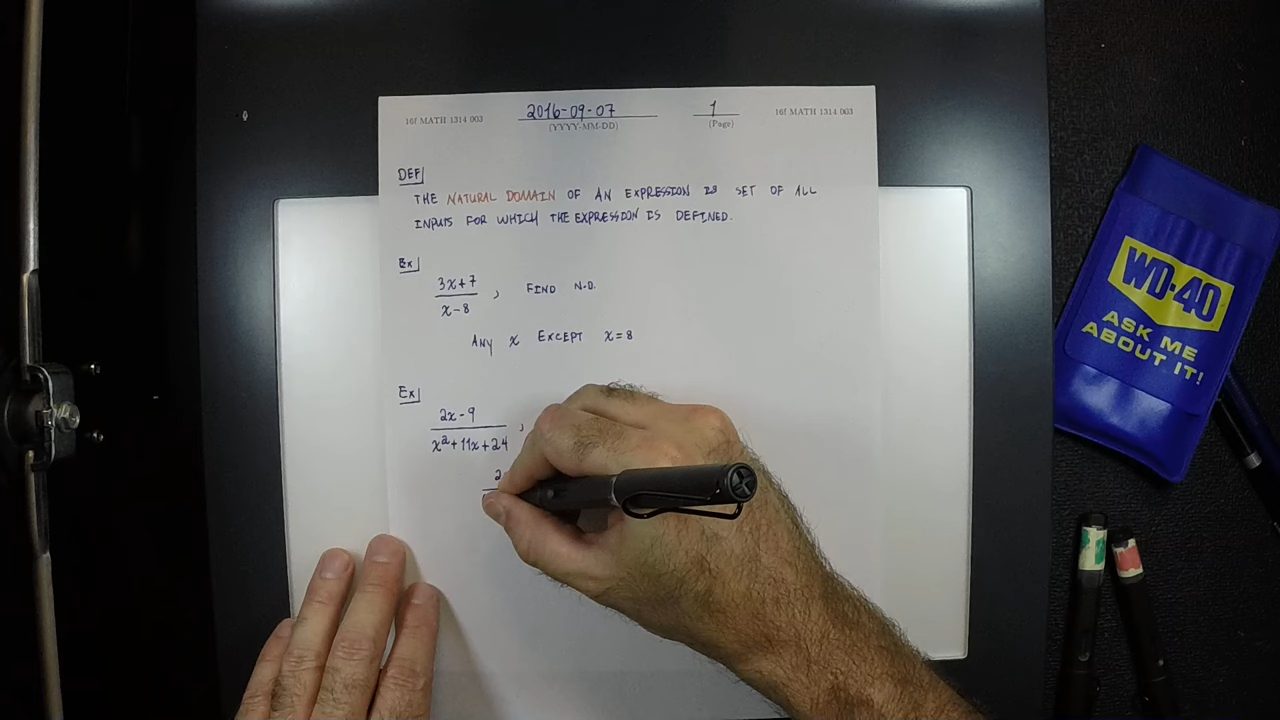 16f MATH 1314 003 2016-09-07 1 16f MATH 1314 003
(YYYY-MM-DD) (Page)
DEF
THE NATURAL DOMAIN OF AN EXPRESSION IS SET OF ALL
INPUTS FOR WHICH THE EXPRESSION IS DEFINED.
Ex
3x+7
x-8
, FIND N.D.
ANY x EXCEPT x=8
Ex
2x-9
x²+11x+24
,
2
WD-40
ASK ME
ABOUT IT!